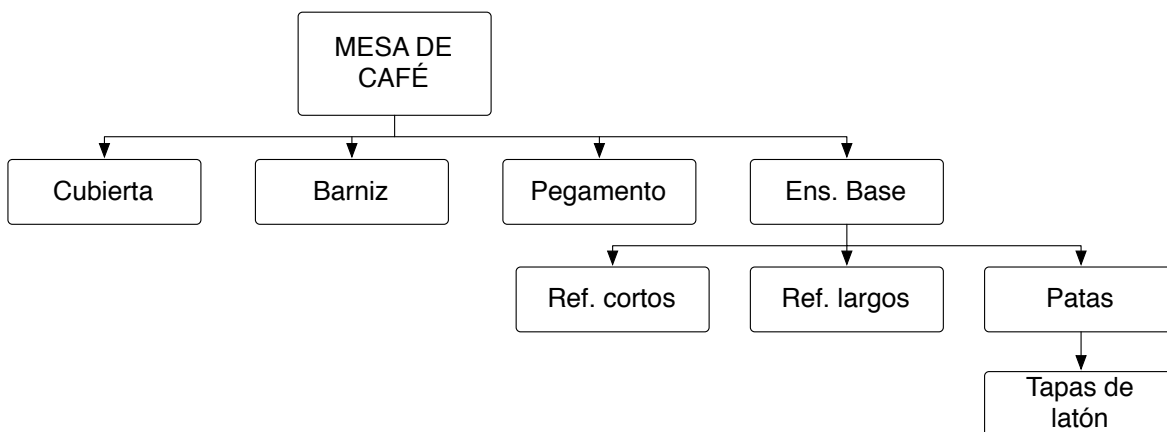 MESA DE
CAFÉ
Cubierta
Barniz
Pegamento
Ens. Base
Ref. cortos
Ref. largos
Patas
Tapas de
latón